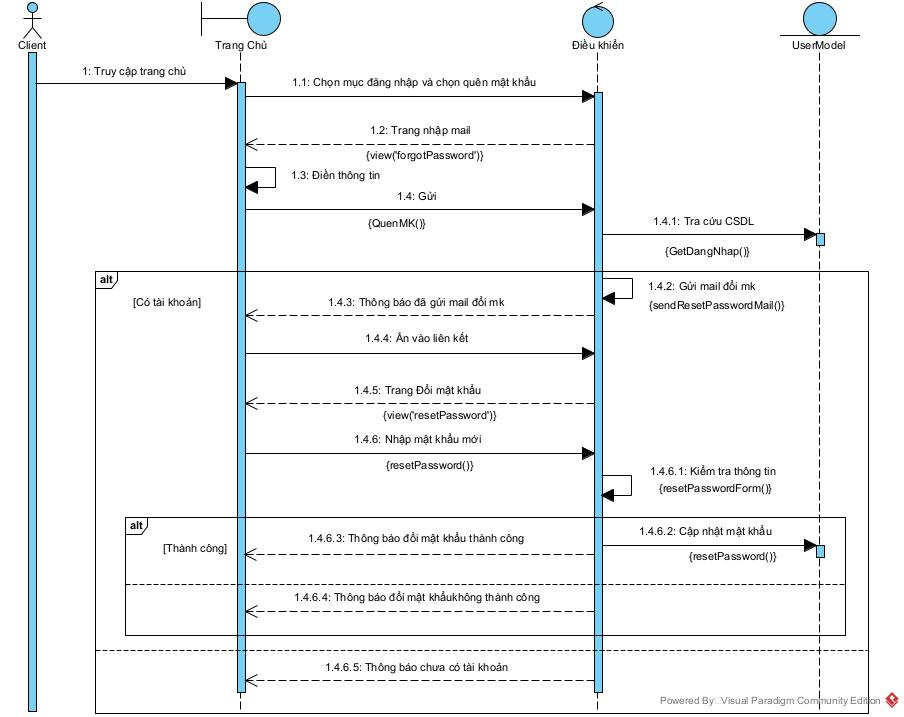 Client
Trang Chủ
Điều khiển
UserModel
1: Truy cập trang chủ
1.1: Chọn mục đăng nhập và chọn quên mật khẩu
1.2: Trang nhập mail
{view('forgotPassword')}
1.3: Điền thông tin
1.4: Gửi
{QuenMK()}
1.4.1: Tra cứu CSDL
{GetDangNhap()}
alt
[Có tài khoản]
1.4.2: Gửi mail đổi mk
{sendResetPasswordMail()}
1.4.3: Thông báo đã gửi mail đổi mk
1.4.4: Ấn vào liên kết
1.4.5: Trang Đổi mật khẩu
{view('resetPassword')}
1.4.6: Nhập mật khẩu mới
{resetPassword()}
1.4.6.1: Kiểm tra thông tin
{resetPasswordForm()}
alt
[Thành công]
1.4.6.2: Cập nhật mật khẩu
{resetPassword()}
1.4.6.3: Thông báo đổi mật khẩu thành công
1.4.6.4: Thông báo đổi mật khẩukhông thành công
1.4.6.5: Thông báo chưa có tài khoản
Powered By Visual Paradigm Community Edition